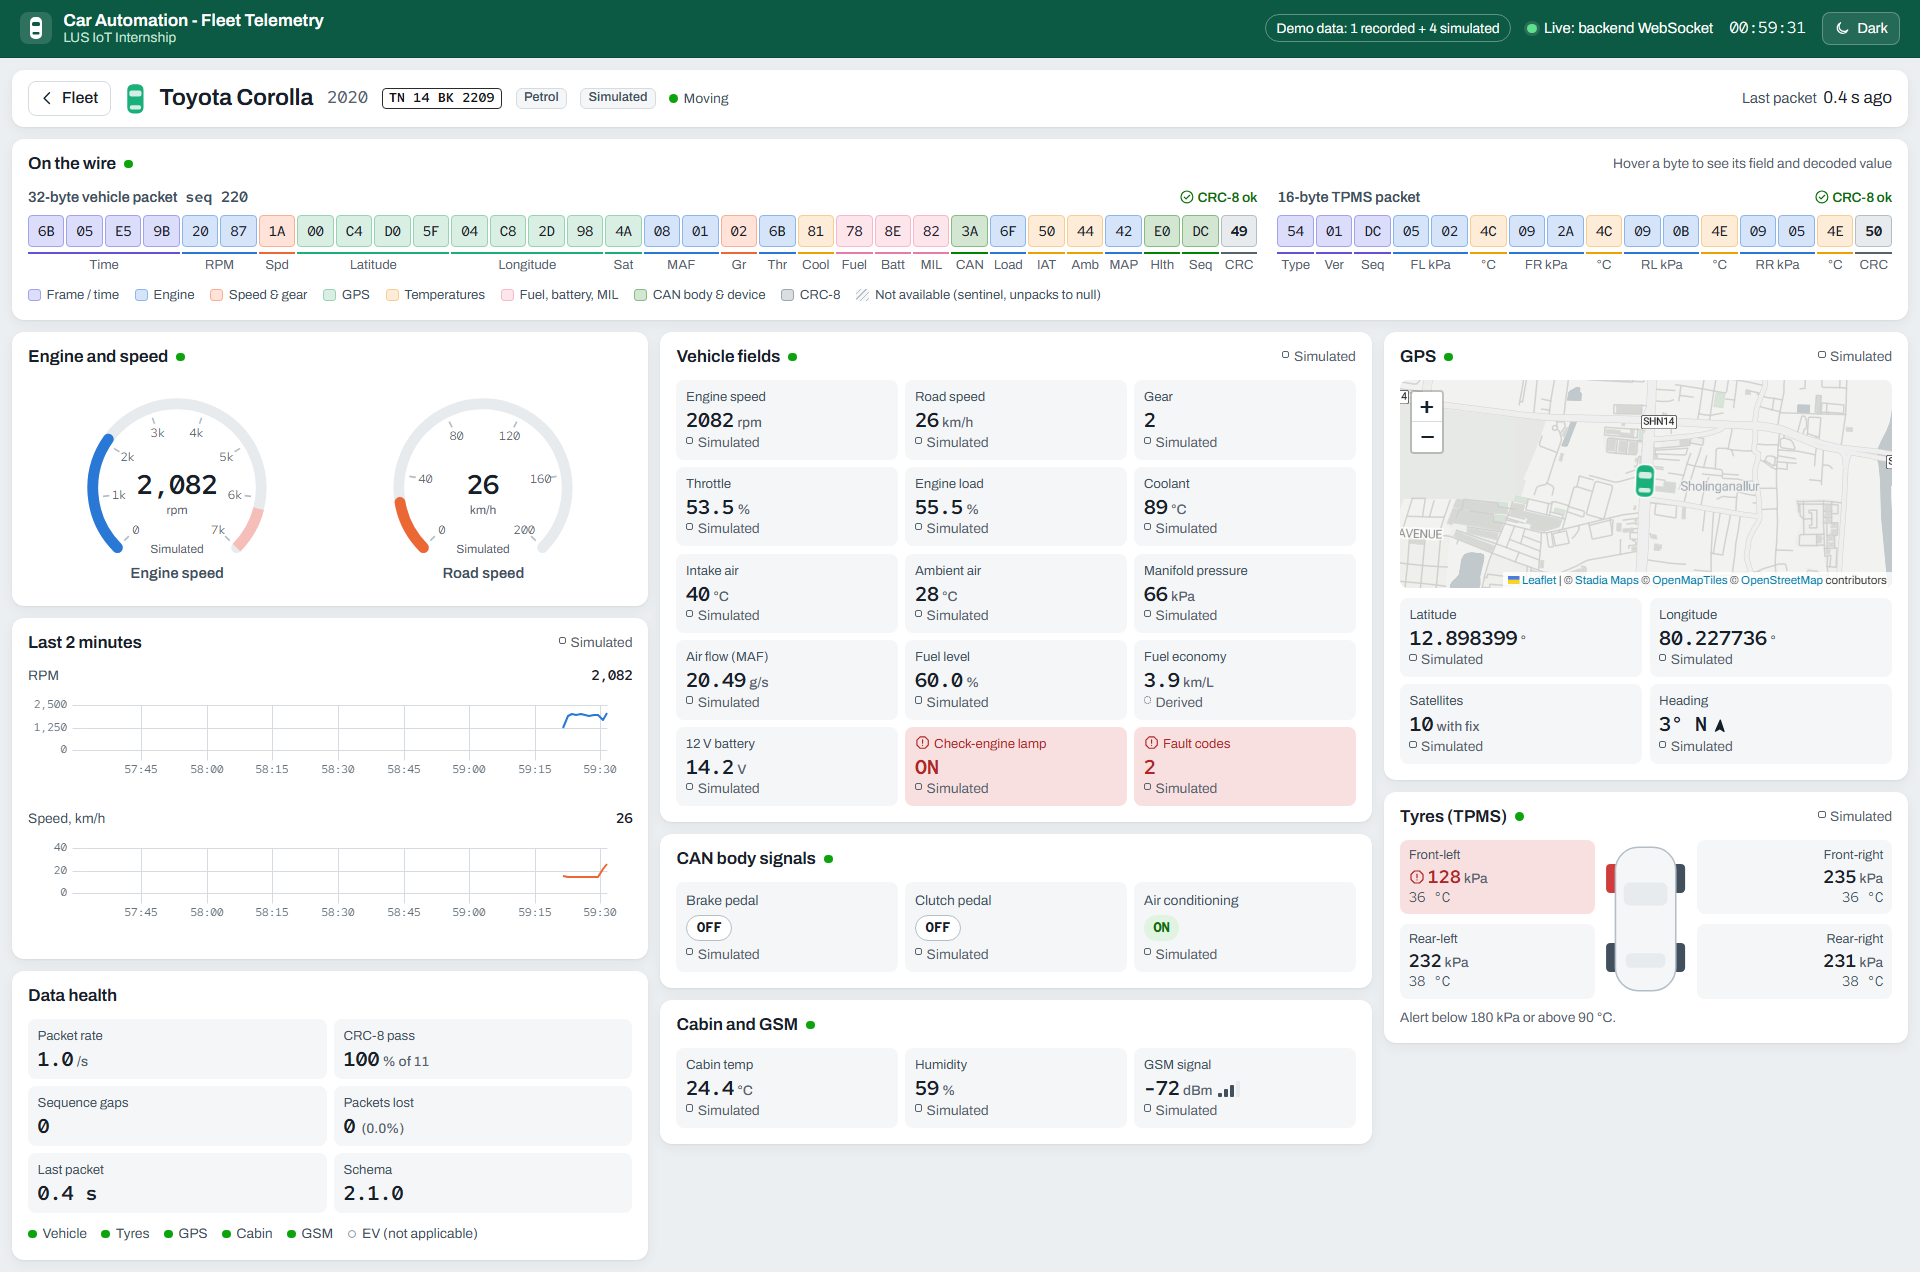 Car Automation - Fleet Telemetry
LUS IoT Internship
Demo data: 1 recorded + 4 simulated
Live: backend WebSocket
00:59:31
Dark
Fleet
Toyota Corolla 2020
TN 14 BK 2209
Petrol
Simulated
Moving
Last packet 0.4 s ago
On the wire
Hover a byte to see its field and decoded value
32-byte vehicle packet seq 220
CRC-8 ok
6B 05 E5 9B 20 87 1A 00 C4 D0 5F 04 C8 2D 98 4A 08 01 02 6B 81 78 8E 82 3A 6F 50 44 42 E0 DC 49
Time RPM Spd Latitude Longitude Sat MAF Gr Thr Cool Fuel Batt MIL CAN Load IAT Amb MAP Hlth Seq CRC
16-byte TPMS packet
CRC-8 ok
54 01 DC 05 02 4C 09 2A 4C 09 0B 4E 09 05 4E 50
Type Ver Seq FL kPa °C FR kPa °C RL kPa °C RR kPa °C CRC
Frame / time
Engine
Speed & gear
GPS
Temperatures
Fuel, battery, MIL
CAN body & device
CRC-8
Not available (sentinel, unpacks to null)
Engine and speed
0 1k 2k 3k 4k 5k 6k 7k
2,082
rpm
Simulated
Engine speed
0 40 80 120 160 200
26
km/h
Simulated
Road speed
Last 2 minutes
Simulated
RPM
2,082
2,500
1,250
0
57:45 58:00 58:15 58:30 58:45 59:00 59:15 59:30
Speed, km/h
26
40
20
0
57:45 58:00 58:15 58:30 58:45 59:00 59:15 59:30
Data health
Packet rate
1.0 /s
CRC-8 pass
100 % of 11
Sequence gaps
0
Packets lost
0 (0.0%)
Last packet
0.4 s
Schema
2.1.0
Vehicle
Tyres
GPS
Cabin
GSM
EV (not applicable)
Vehicle fields
Simulated
Engine speed
2082 rpm
Simulated
Road speed
26 km/h
Simulated
Gear
2
Simulated
Throttle
53.5 %
Simulated
Engine load
55.5 %
Simulated
Coolant
89 °C
Simulated
Intake air
40 °C
Simulated
Ambient air
28 °C
Simulated
Manifold pressure
66 kPa
Simulated
Air flow (MAF)
20.49 g/s
Simulated
Fuel level
60.0 %
Simulated
Fuel economy
3.9 km/L
Derived
12 V battery
14.2 V
Simulated
Check-engine lamp
ON
Simulated
Fault codes
2
Simulated
CAN body signals
Brake pedal
OFF
Simulated
Clutch pedal
OFF
Simulated
Air conditioning
ON
Simulated
Cabin and GSM
Cabin temp
24.4 °C
Simulated
Humidity
59 %
Simulated
GSM signal
-72 dBm
Simulated
GPS
Simulated
4
+
−
SHN14
Sholinganallur
AVENUE
Leaflet | © Stadia Maps © OpenMapTiles © OpenStreetMap contributors
Latitude
12.898399 °
Simulated
Longitude
80.227736 °
Simulated
Satellites
10 with fix
Simulated
Heading
3° N
Simulated
Tyres (TPMS)
Simulated
Front-left
128 kPa
36 °C
Front-right
235 kPa
36 °C
Rear-left
232 kPa
38 °C
Rear-right
231 kPa
38 °C
Alert below 180 kPa or above 90 °C.